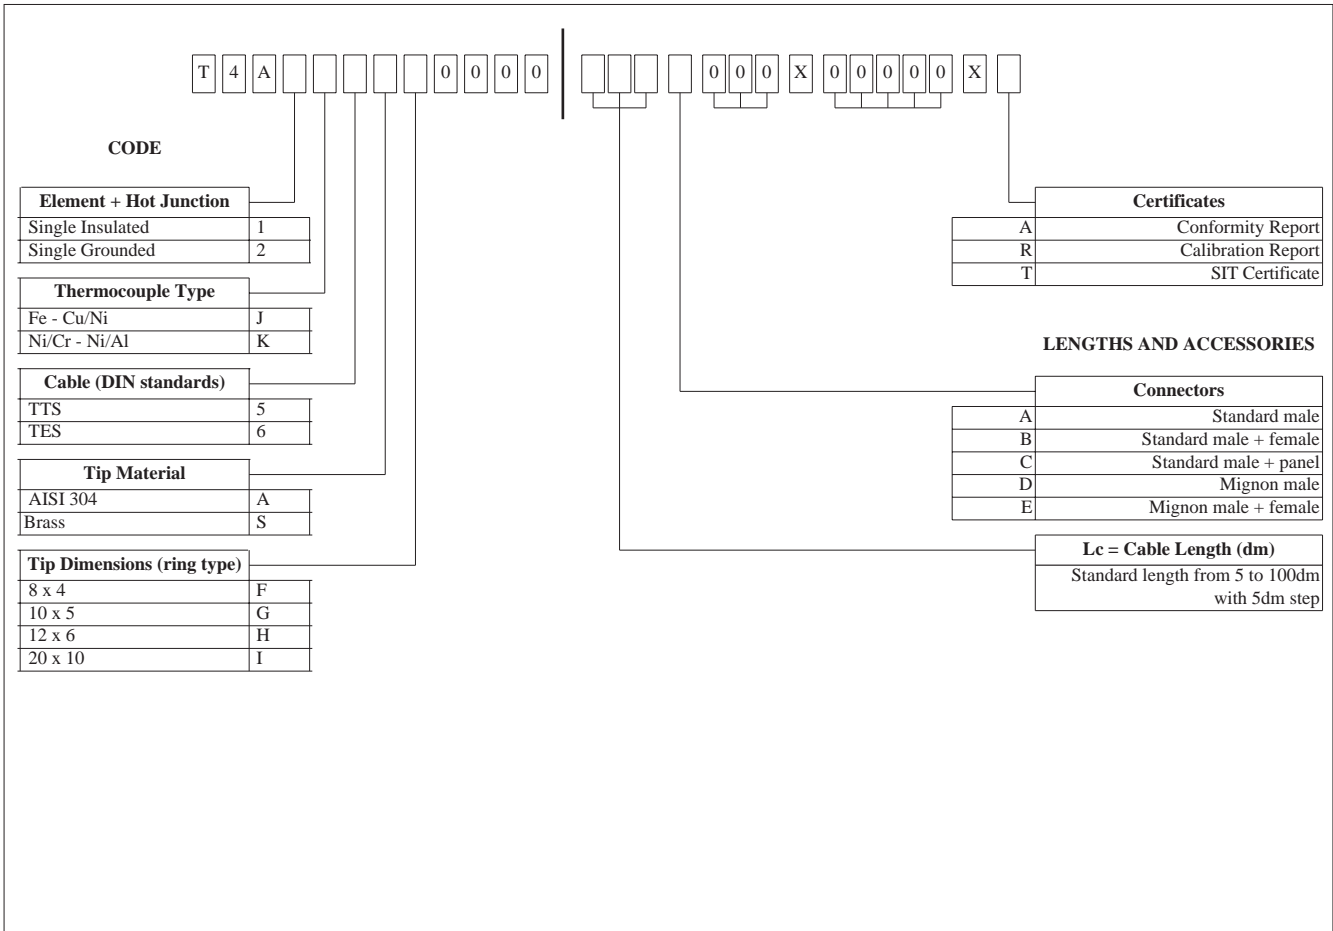 T 4 A 0 0 0 0 0 0 0 X 0 0 0 0 0 X
CODE
Element + Hot Junction
Single Insulated 1
Single Grounded 2
Thermocouple Type
Fe - Cu/Ni J
Ni/Cr - Ni/Al K
Cable (DIN standards)
TTS 5
TES 6
Tip Material
AISI 304 A
Brass S
Tip Dimensions (ring type)
8 x 4 F
10 x 5 G
12 x 6 H
20 x 10 I
Certificates
A Conformity Report
R Calibration Report
T SIT Certificate
LENGTHS AND ACCESSORIES
Connectors
A Standard male
B Standard male + female
C Standard male + panel
D Mignon male
E Mignon male + female
Lc = Cable Length (dm)
Standard length from 5 to 100dm
with 5dm step